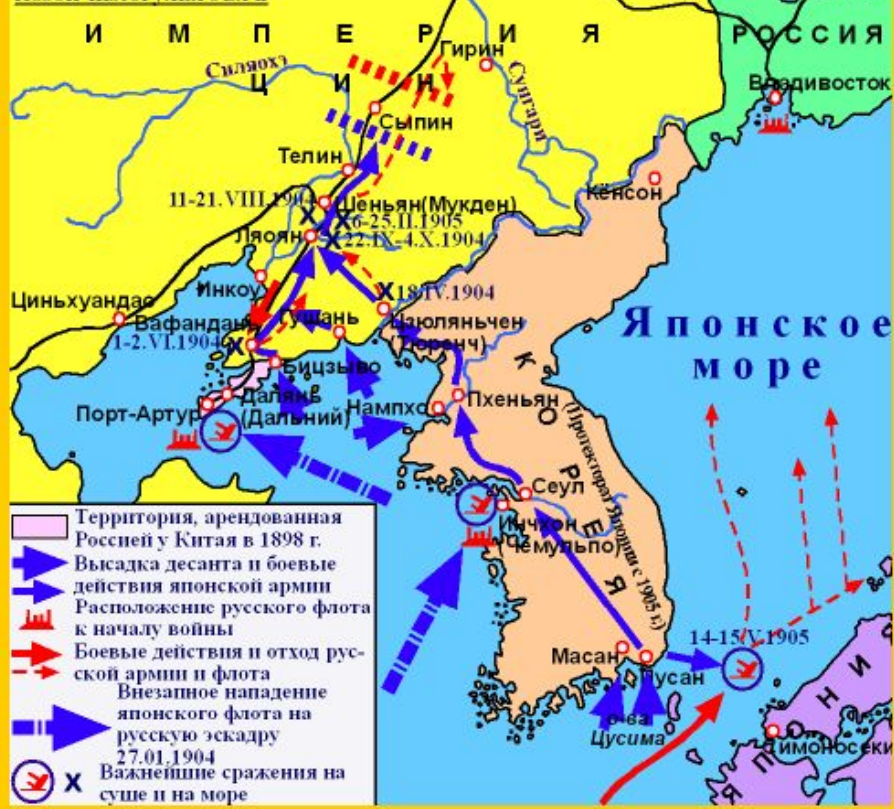 И М П Е Р И Я
Гирин
РОССИЯ
Силяохэ
Ц И Н
Сунгари
Владивосток
Сыпин
Телин
Кёнсон
11-21.VIII.1904
Шеньян(Мукден)
6-25.II.1905
Ляоян
22.IX-4.X.1904
Инкоу
18.IV.1904
Циньхуандао
Вафандян
Гушань
Цзюляньчен
(Тюренч)
Японское
море
1-2.VI.1904
Бицзыво
Далянь
(Дальний)
Порт-Артур
Нампхо
Пхеньян
К О Р Е Я
(Протекторат Японии с 1905 г.)
Сеул
Инчхон
(Чемульпо)
14-15.V.1905
Масан
Пусан
о-ва
Цусима
Симоносеки
Я П О Н И
Территория, арендованная
Россией у Китая в 1898 г.
Высадка десанта и боевые
действия японской армии
Расположение русского флота
к началу войны
Боевые действия и отход рус-
ской армии и флота
Внезапное нападение
японского флота на
русскую эскадру
27.01.1904
X Важнейшие сражения на
суше и на море